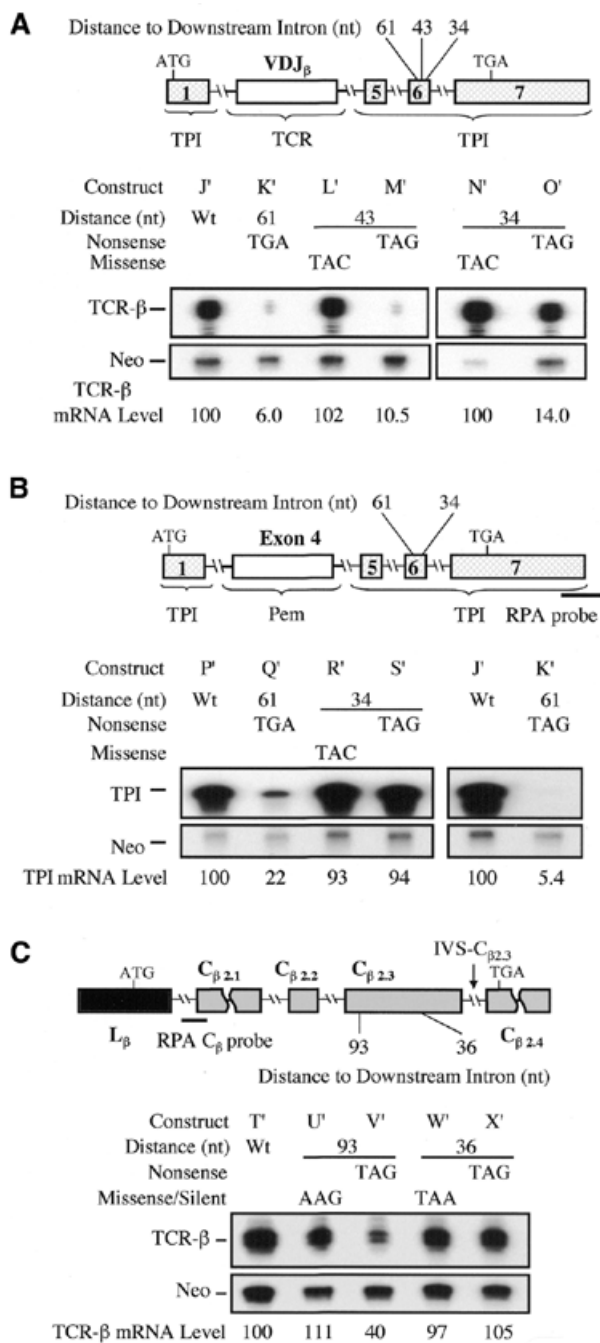 A
Distance to Downstream Intron (nt) 61 43 34
ATG VDJβ TGA
1 5 6 7
TPI TCR TPI
Construct J' K' L' M' N' O'
Distance (nt) Wt 61 43 34
Nonsense TGA TAG TAG
Missense TAC TAC
TCR-β
Neo
TCR-β
mRNA Level 100 6.0 102 10.5 100 14.0
B
Distance to Downstream Intron (nt) 61 34
ATG Exon 4 TGA
1 5 6 7
TPI Pem TPI RPA probe
Construct P' Q' R' S' J' K'
Distance (nt) Wt 61 34 Wt 61
Nonsense TGA TAG TAG
Missense TAC
TPI
Neo
TPI mRNA Level 100 22 93 94 100 5.4
C
IVS-Cβ2.3
ATG Cβ 2.1 Cβ 2.2 Cβ 2.3 TGA
Lβ RPA Cβ probe 93 36 Cβ 2.4
Distance to Downstream Intron (nt)
Construct T' U' V' W' X'
Distance (nt) Wt 93 36
Nonsense TAG TAG
Missense/Silent AAG TAA
TCR-β
Neo
TCR-β mRNA Level 100 111 40 97 105